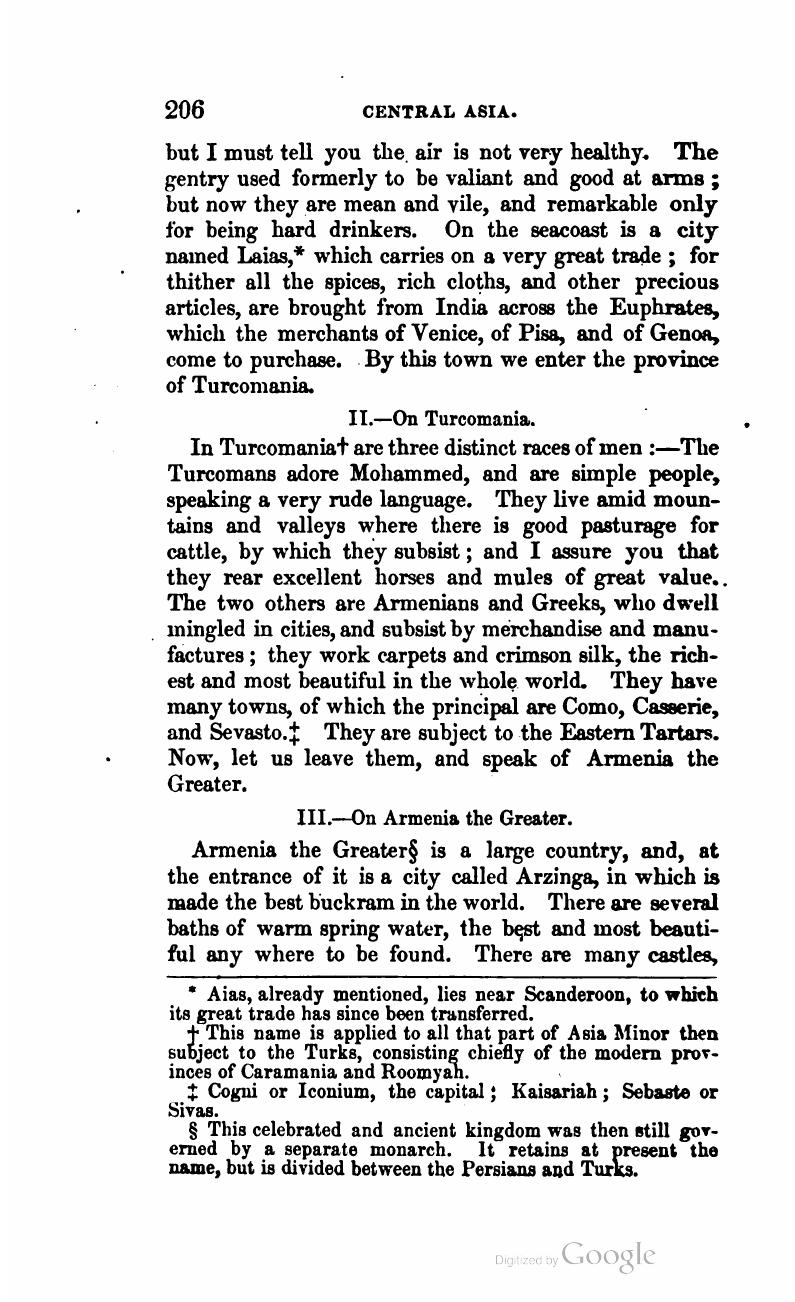 206 CENTRAL ASIA.
but I must tell you the air is not very healthy. The
gentry used formerly to be valiant and good at arms ;
but now they are mean and vile, and remarkable only
for being hard drinkers. On the seacoast is a city
named Laias,* which carries on a very great trade ; for
thither all the spices, rich cloths, and other precious
articles, are brought from India across the Euphrates,
which the merchants of Venice, of Pisa, and of Genoa,
come to purchase. By this town we enter the province
of Turcomania.
II.—On Turcomania.
In Turcomania† are three distinct races of men :—The
Turcomans adore Mohammed, and are simple people,
speaking a very rude language. They live amid moun-
tains and valleys where there is good pasturage for
cattle, by which they subsist ; and I assure you that
they rear excellent horses and mules of great value..
The two others are Armenians and Greeks, who dwell
mingled in cities, and subsist by merchandise and manu-
factures ; they work carpets and crimson silk, the rich-
est and most beautiful in the whole world. They have
many towns, of which the principal are Como, Casserie,
and Sevasto.‡ They are subject to the Eastern Tartars.
Now, let us leave them, and speak of Armenia the
Greater.
III.—On Armenia the Greater.
Armenia the Greater§ is a large country, and, at
the entrance of it is a city called Arzinga, in which is
made the best buckram in the world. There are several
baths of warm spring water, the best and most beauti-
ful any where to be found. There are many castles,
* Aias, already mentioned, lies near Scanderoon, to which
its great trade has since been transferred.
† This name is applied to all that part of Asia Minor then
subject to the Turks, consisting chiefly of the modern prov-
inces of Caramania and Roomyah.
‡ Cogni or Iconium, the capital ; Kaisariah ; Sebaste or
Sivas.
§ This celebrated and ancient kingdom was then still gov-
erned by a separate monarch. It retains at present the
name, but is divided between the Persians and Turks.
Digitized by Google